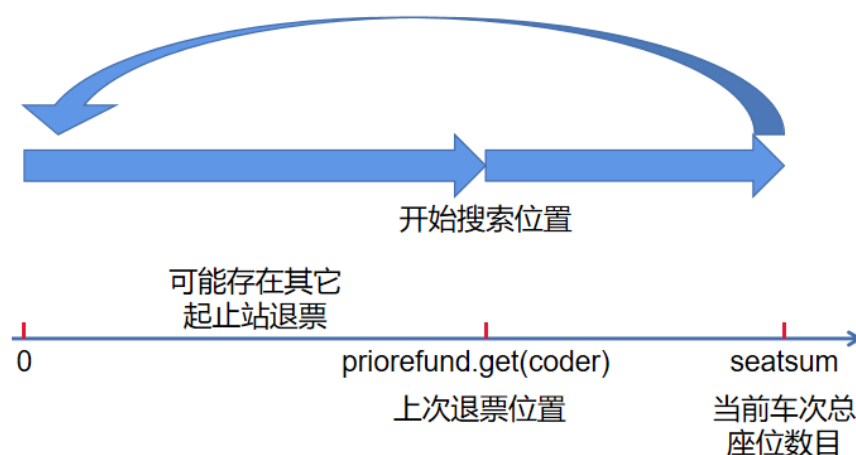 开始搜索位置
可能存在其它
起止站退票
0
priorefund.get(coder)
seatsum
上次退票位置
当前车次总
座位数目